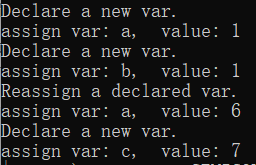 Declare a new var.
assign var: a,  value: 1
Declare a new var.
assign var: b,  value: 1
Reassign a declared var.
assign var: a,  value: 6
Declare a new var.
assign var: c,  value: 7